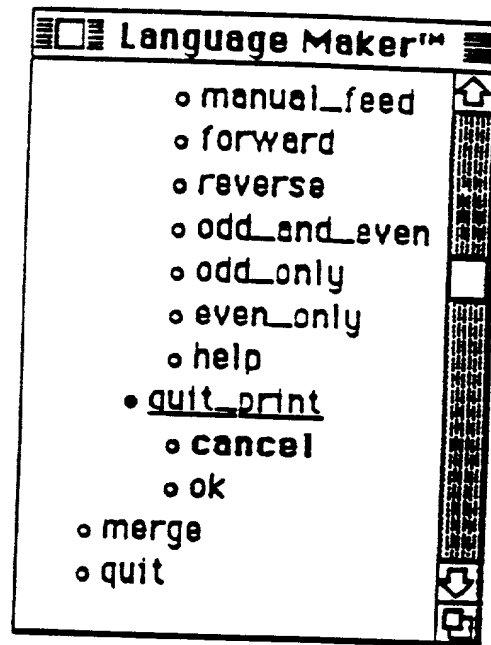 Language Maker™
manual_feed
forward
reverse
odd_and_even
odd_only
even_only
help
quit_print
cancel
ok
merge
quit